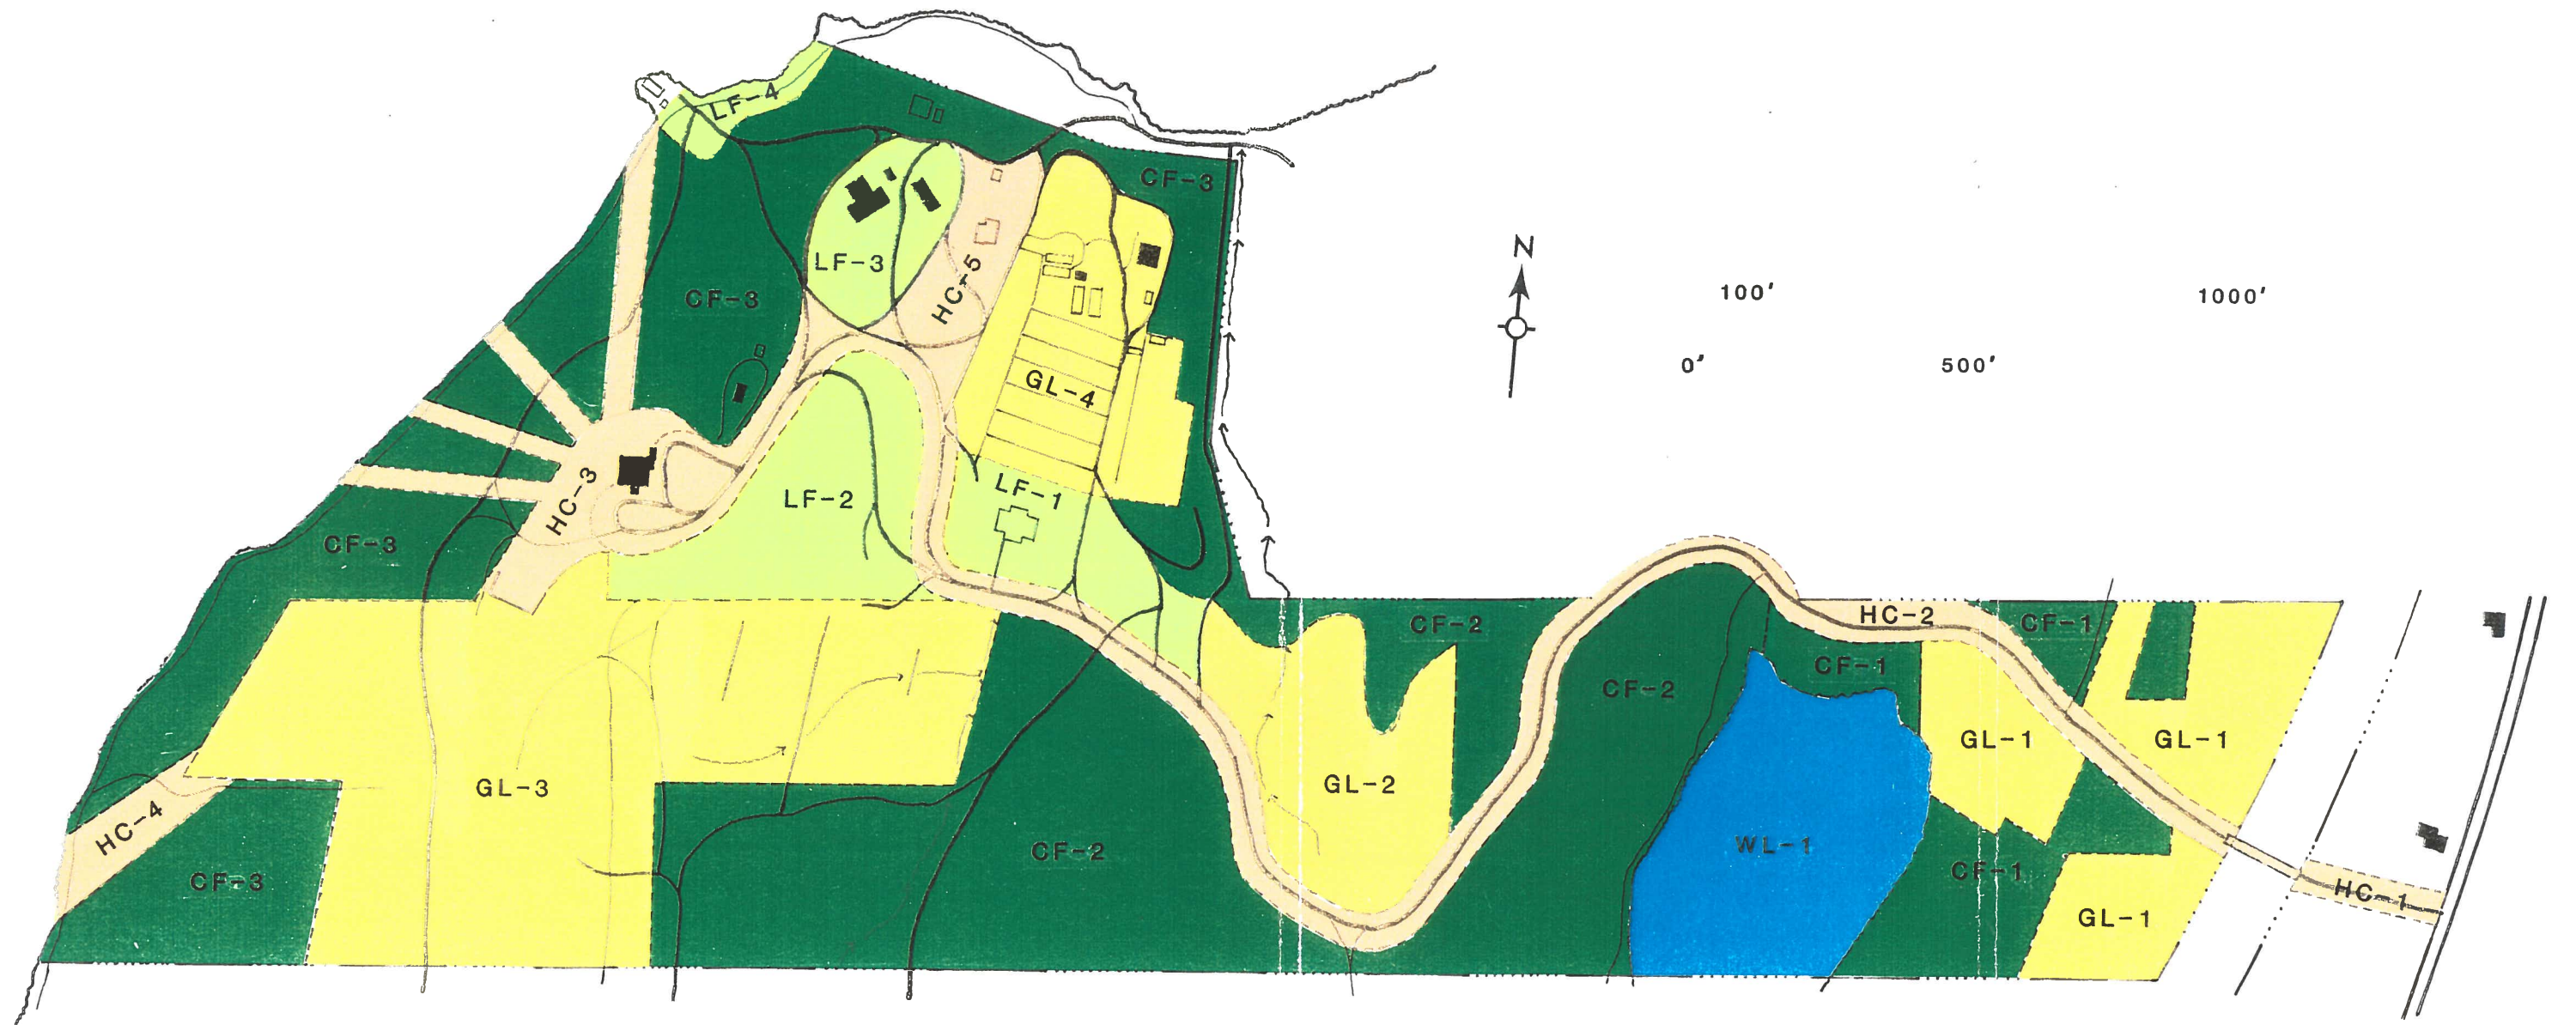 LF-4
CF-3
N
LF-3
HC-5
CF-3
100'
1000'
0'
500'
GL-4
HC-3
LF-2
LF-1
CF-3
CF-2
HC-2
CF-1
CF-1
CF-2
GL-1
GL-1
GL-3
GL-2
HC-4
CF-2
WL-1
CF-3
CF-1
HC-1
GL-1